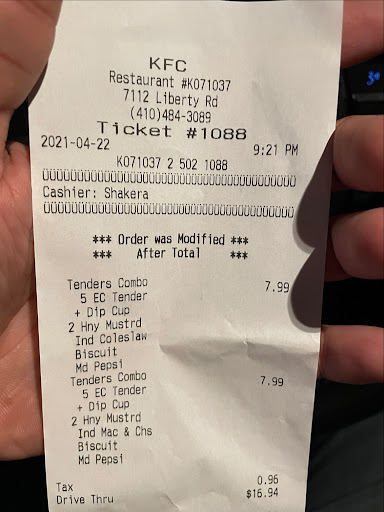 KFC
Restaurant #K071037
7112 Liberty Rd
(410)484-3089
Ticket #1088
2021-04-22 9:21 PM
K071037 2 502 1088
Cashier: Shakera
*** Order was Modified ***
*** After Total ***
Tenders Combo 7.99
5 EC Tender
+ Dip Cup
2 Hny Mustrd
Ind Coleslaw
Biscuit
Md Pepsi
Tenders Combo 7.99
5 EC Tender
+ Dip Cup
2 Hny Mustrd
Ind Mac & Chs
Biscuit
Md Pepsi
Tax 0.96
Drive Thru $16.94